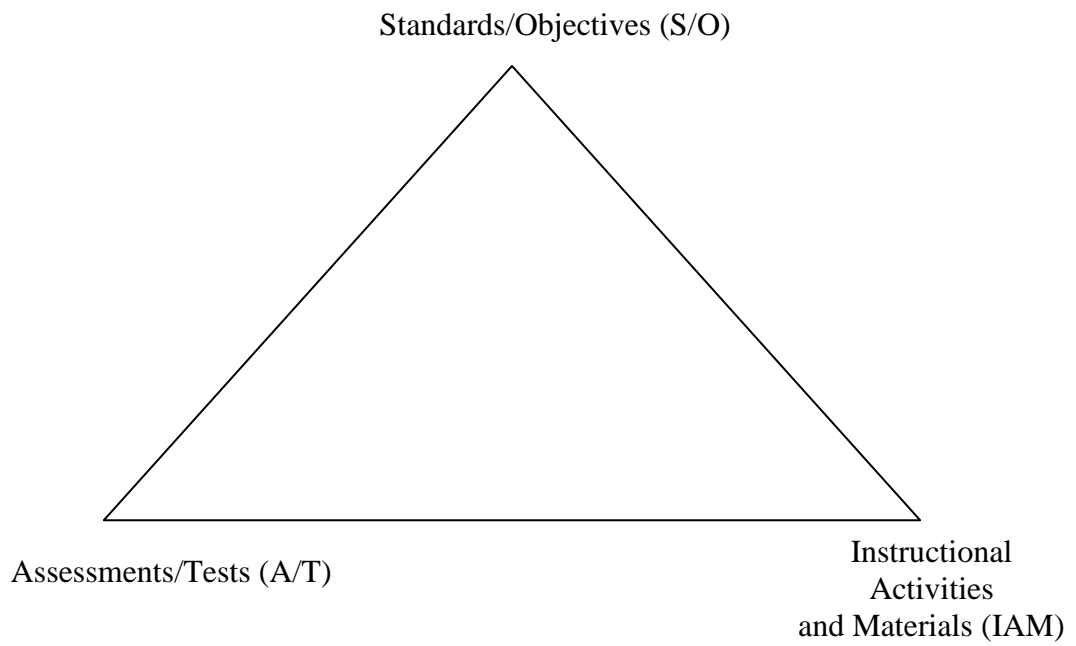 Standards/Objectives (S/O)
Assessments/Tests (A/T)
Instructional
Activities
and Materials (IAM)